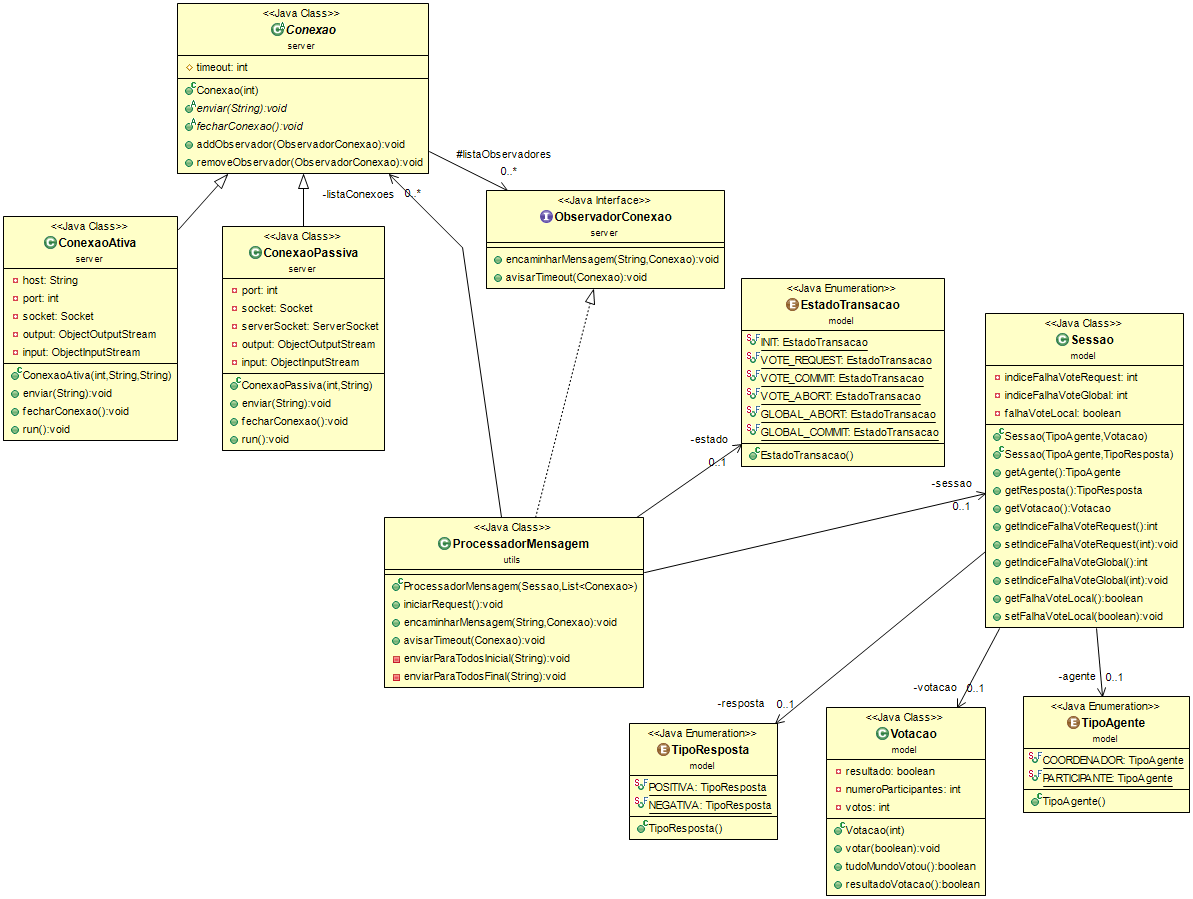 <<Java Class>>
Conexao
server
timeout: int
Conexao(int)
enviar(String):void
fecharConexao():void
addObservador(ObservadorConexao):void
removeObservador(ObservadorConexao):void
#listaObservadores
0..*
-listaConexoes 0..*
<<Java Interface>>
ObservadorConexao
server
encaminharMensagem(String,Conexao):void
avisarTimeout(Conexao):void
<<Java Class>>
ConexaoAtiva
server
host: String
port: int
socket: Socket
output: ObjectOutputStream
input: ObjectInputStream
ConexaoAtiva(int,String,String)
enviar(String):void
fecharConexao():void
run():void
<<Java Class>>
ConexaoPassiva
server
port: int
socket: Socket
serverSocket: ServerSocket
output: ObjectOutputStream
input: ObjectInputStream
ConexaoPassiva(int,String)
enviar(String):void
fecharConexao():void
run():void
<<Java Enumeration>>
EstadoTransacao
model
INIT: EstadoTransacao
VOTE_REQUEST: EstadoTransacao
VOTE_COMMIT: EstadoTransacao
VOTE_ABORT: EstadoTransacao
GLOBAL_ABORT: EstadoTransacao
GLOBAL_COMMIT: EstadoTransacao
EstadoTransacao()
-estado
0..1
<<Java Class>>
Sessao
model
indiceFalhaVoteRequest: int
indiceFalhaVoteGlobal: int
falhaVoteLocal: boolean
Sessao(TipoAgente,Votacao)
Sessao(TipoAgente,TipoResposta)
getAgente():TipoAgente
getResposta():TipoResposta
getVotacao():Votacao
getIndiceFalhaVoteRequest():int
setIndiceFalhaVoteRequest(int):void
getIndiceFalhaVoteGlobal():int
setIndiceFalhaVoteGlobal(int):void
getFalhaVoteLocal():boolean
setFalhaVoteLocal(boolean):void
-sessao
0..1
<<Java Class>>
ProcessadorMensagem
utils
ProcessadorMensagem(Sessao,List<Conexao>)
iniciarRequest():void
encaminharMensagem(String,Conexao):void
avisarTimeout(Conexao):void
enviarParaTodosInicial(String):void
enviarParaTodosFinal(String):void
-resposta 0..1
-votacao 0..1
-agente 0..1
<<Java Enumeration>>
TipoResposta
model
POSITIVA: TipoResposta
NEGATIVA: TipoResposta
TipoResposta()
<<Java Class>>
Votacao
model
resultado: boolean
numeroParticipantes: int
votos: int
Votacao(int)
votar(boolean):void
tudoMundoVotou():boolean
resultadoVotacao():boolean
<<Java Enumeration>>
TipoAgente
model
COORDENADOR: TipoAgente
PARTICIPANTE: TipoAgente
TipoAgente()